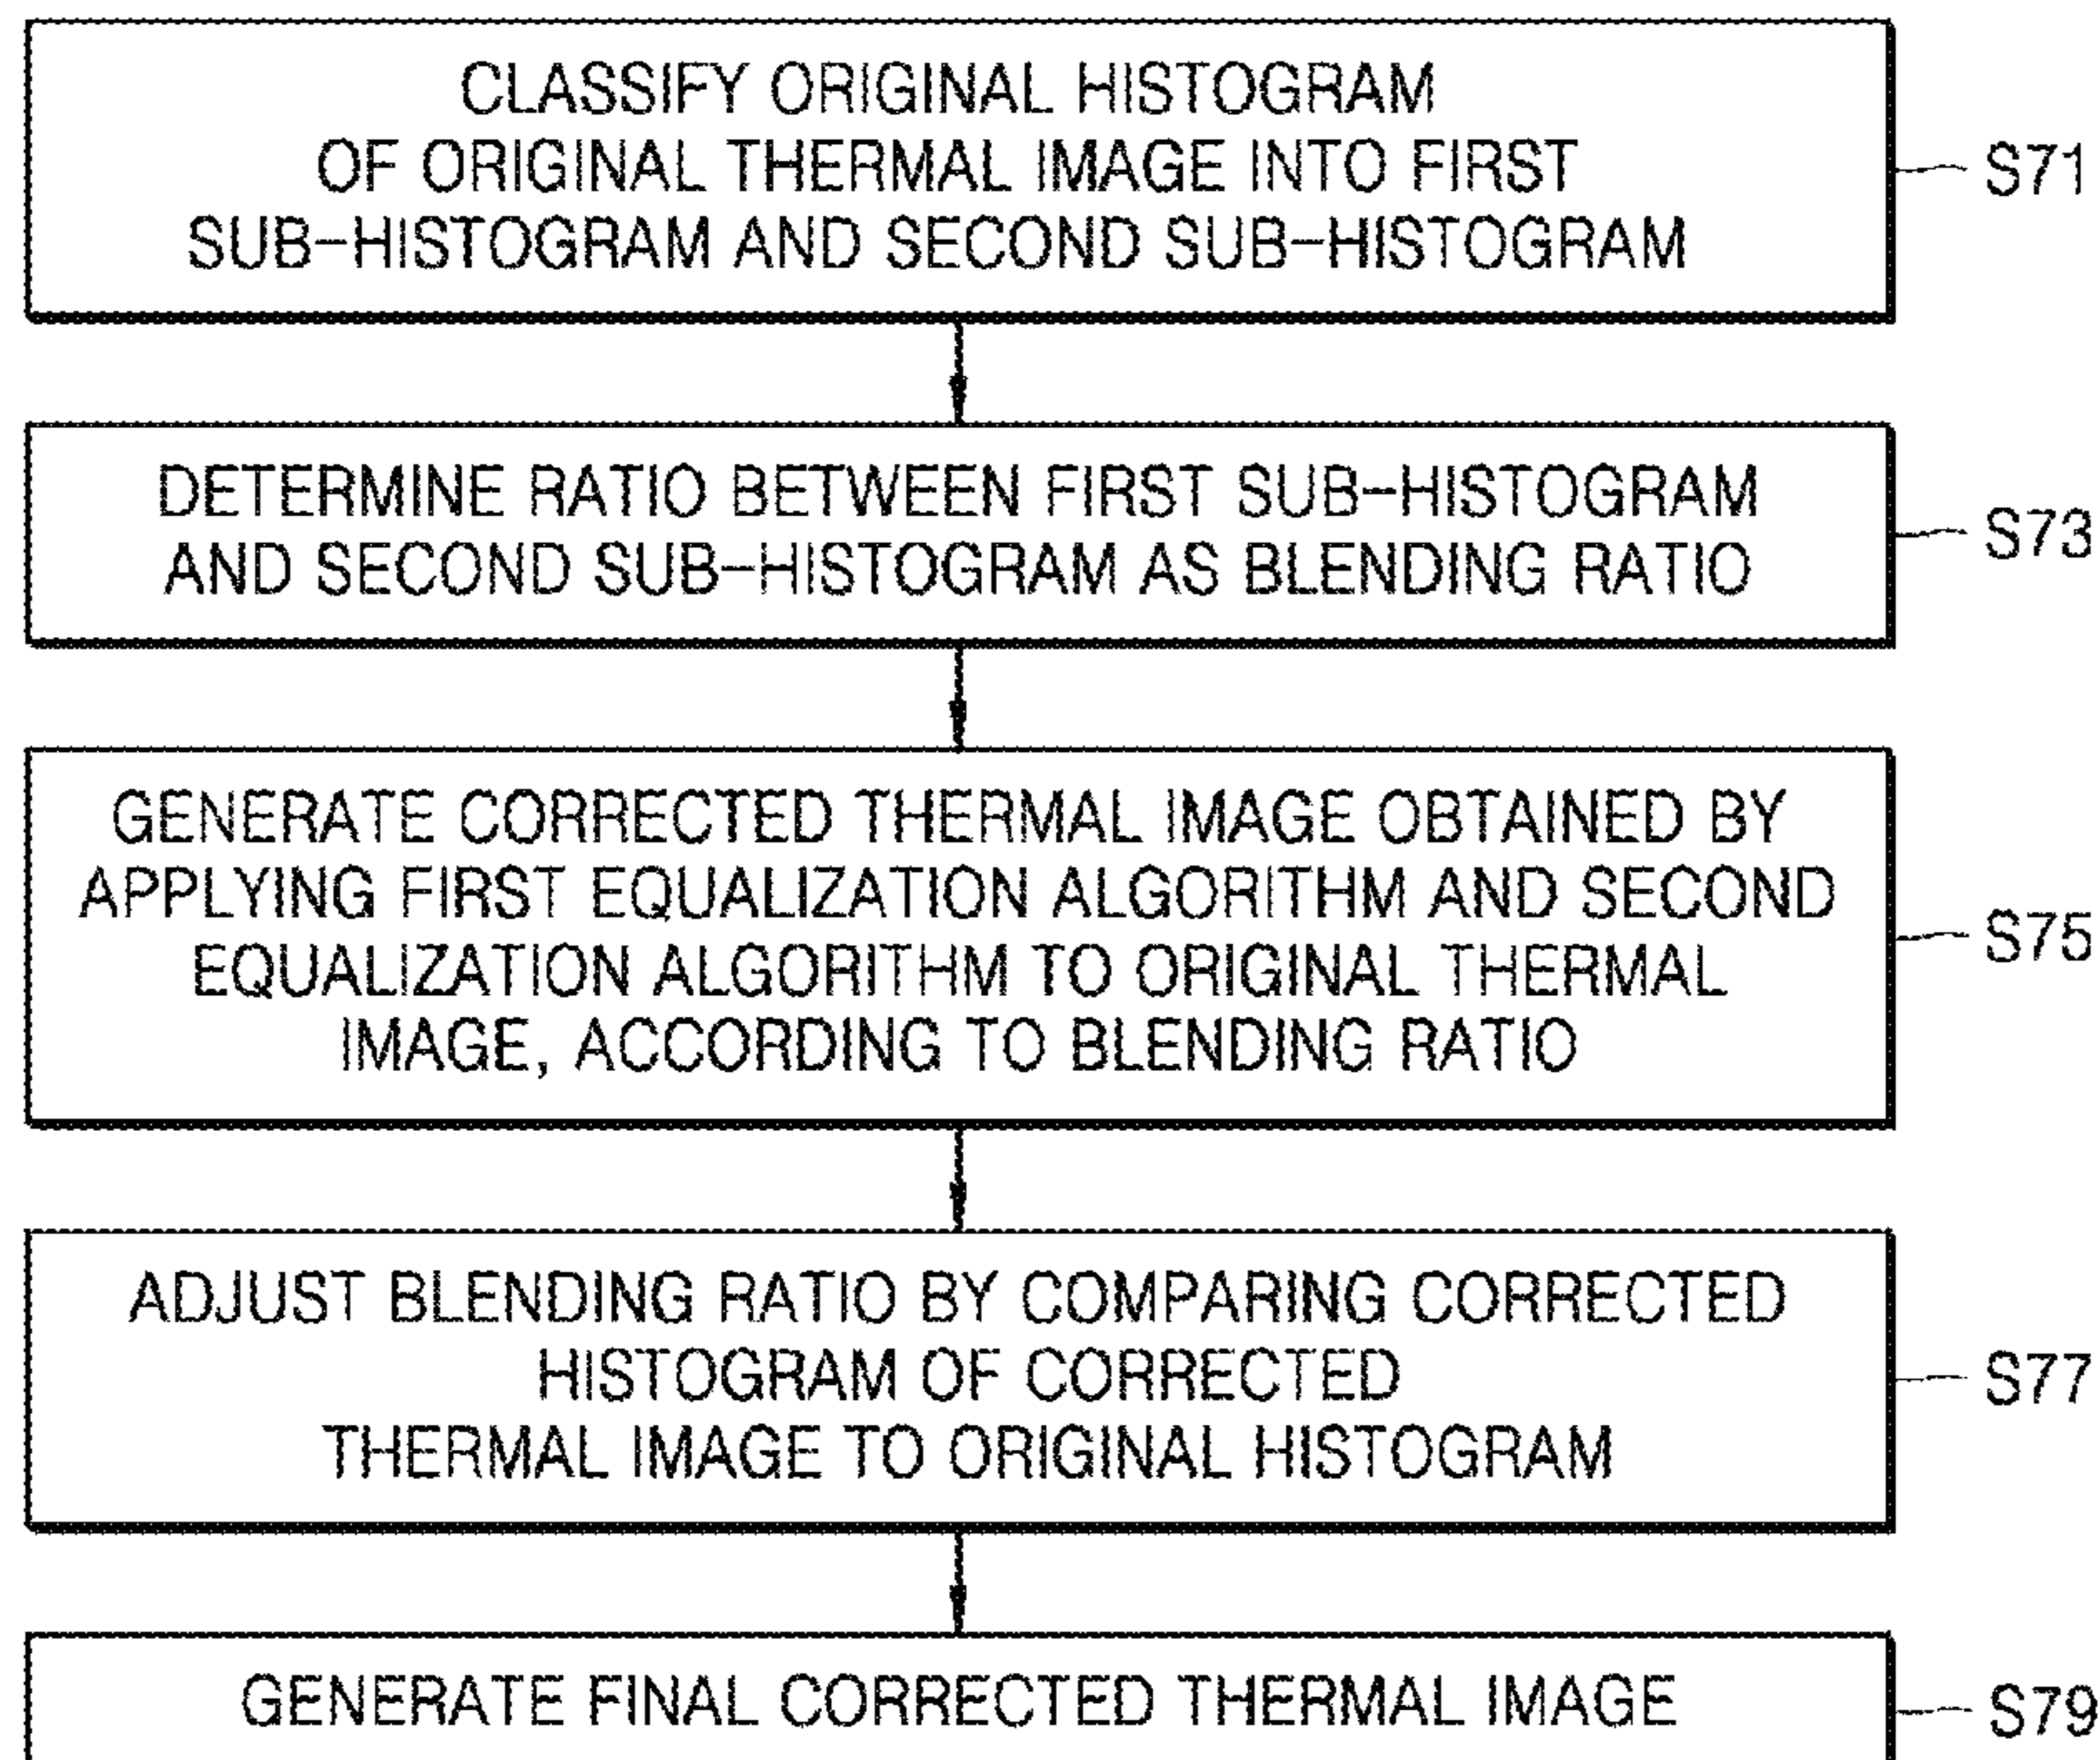 CLASSIFY ORIGINAL HISTOGRAM
OF ORIGINAL THERMAL IMAGE INTO FIRST
SUB-HISTOGRAM AND SECOND SUB-HISTOGRAM
S71
DETERMINE RATIO BETWEEN FIRST SUB-HISTOGRAM
AND SECOND SUB-HISTOGRAM AS BLENDING RATIO
S73
GENERATE CORRECTED THERMAL IMAGE OBTAINED BY
APPLYING FIRST EQUALIZATION ALGORITHM AND SECOND
EQUALIZATION ALGORITHM TO ORIGINAL THERMAL
IMAGE, ACCORDING TO BLENDING RATIO
S75
ADJUST BLENDING RATIO BY COMPARING CORRECTED
HISTOGRAM OF CORRECTED
THERMAL IMAGE TO ORIGINAL HISTOGRAM
S77
GENERATE FINAL CORRECTED THERMAL IMAGE
S79